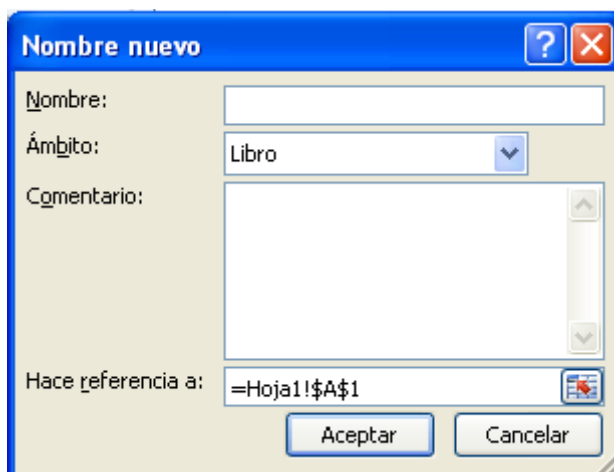 Nombre nuevo
Nombre:
Ámbito: Libro
Comentario:
Hace referencia a: =Hoja1!$A$1
Aceptar Cancelar